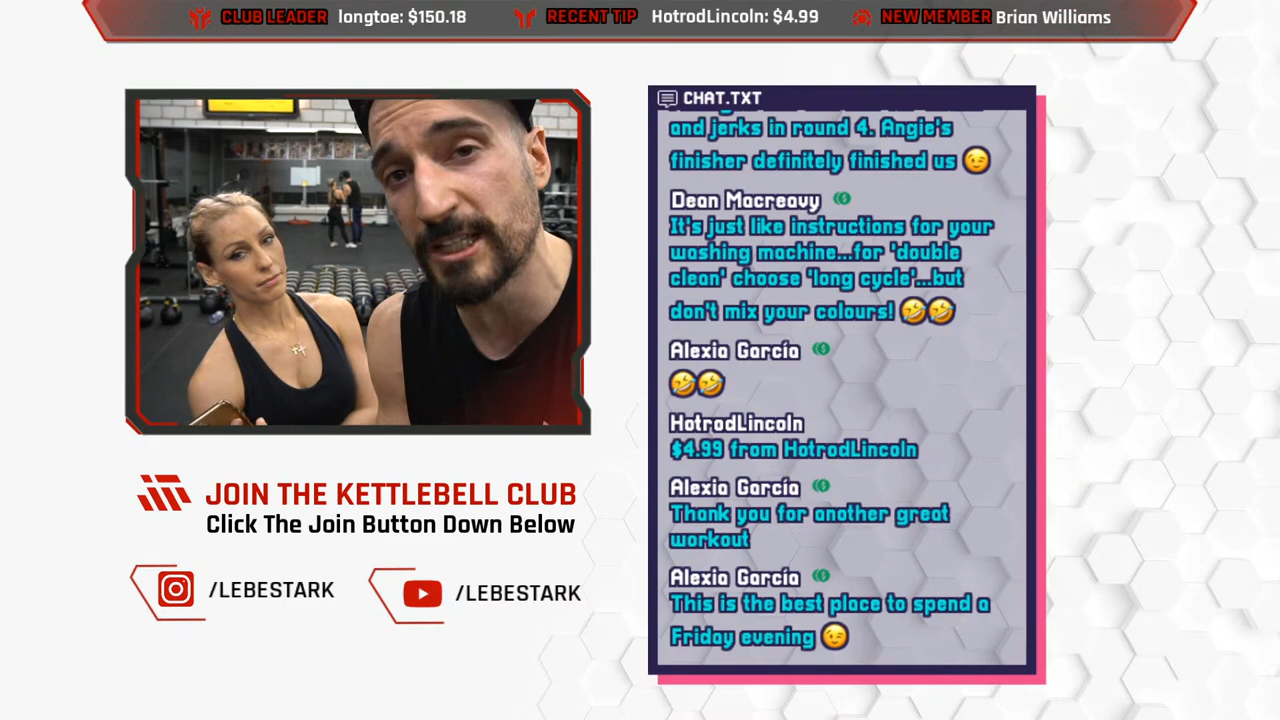 CLUB LEADER longtoe: $150.18 RECENT TIP HotrodLincoln: $4.99 NEW MEMBER Brian Williams
CHAT.TXT
and jerks in round 4. Angie's
finisher definitely finished us 😉
Dean Macreavy
It's just like instructions for your
washing machine...for 'double
clean' choose 'long cycle'...but
don't mix your colours! 🤣🤣
Alexia García
🤣🤣
HotrodLincoln
$4.99 from HotrodLincoln
Alexia García
Thank you for another great
workout
Alexia García
This is the best place to spend a
Friday evening 😉
JOIN THE KETTLEBELL CLUB
Click The Join Button Down Below
/LEBESTARK
/LEBESTARK